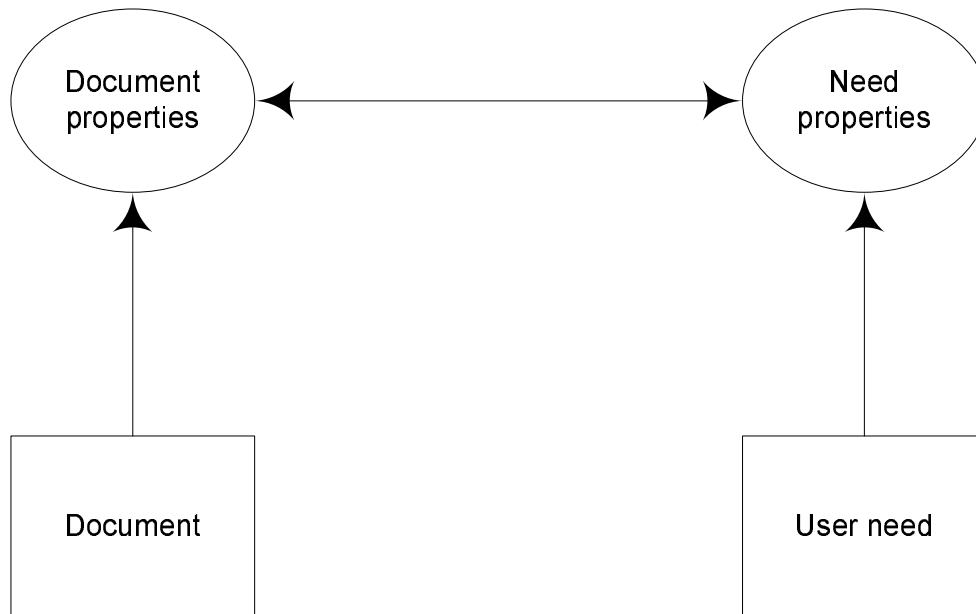 Document
properties
Need
properties
Document
User need